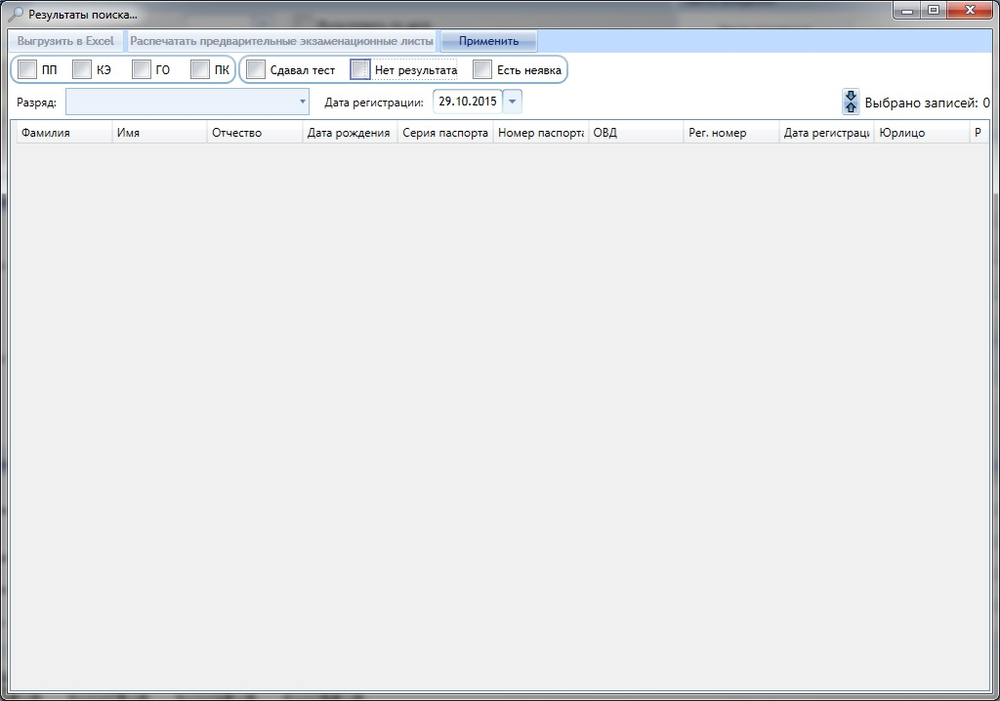 Результаты поиска...
Выгрузить в Excel Распечатать предварительные экзаменационные листы Применить
ПП КЭ ГО ПК Сдавал тест Нет результата Есть неявка
Разряд: Дата регистрации: 29.10.2015 Выбрано записей: 0
Фамилия Имя Отчество Дата рождения Серия паспорта Номер паспорта ОВД Рег. номер Дата регистраци Юрлицо Р